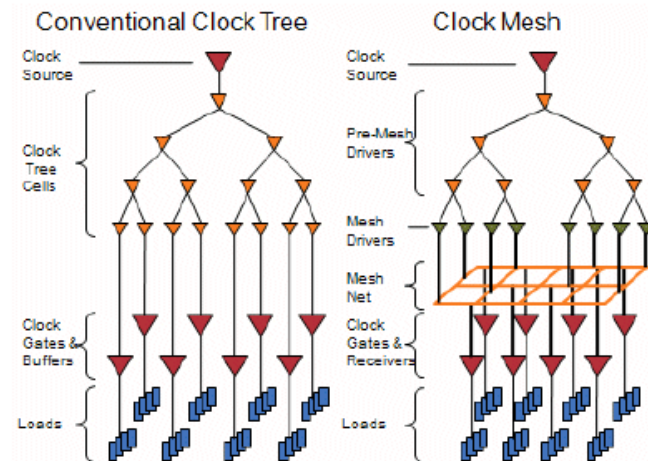 Conventional Clock Tree
Clock
Source
Clock
Tree
Cells
Clock
Gates &
Buffers
Loads
Clock Mesh
Clock
Source
Pre-Mesh
Drivers
Mesh
Drivers
Mesh
Net
Clock
Gates &
Receivers
Loads